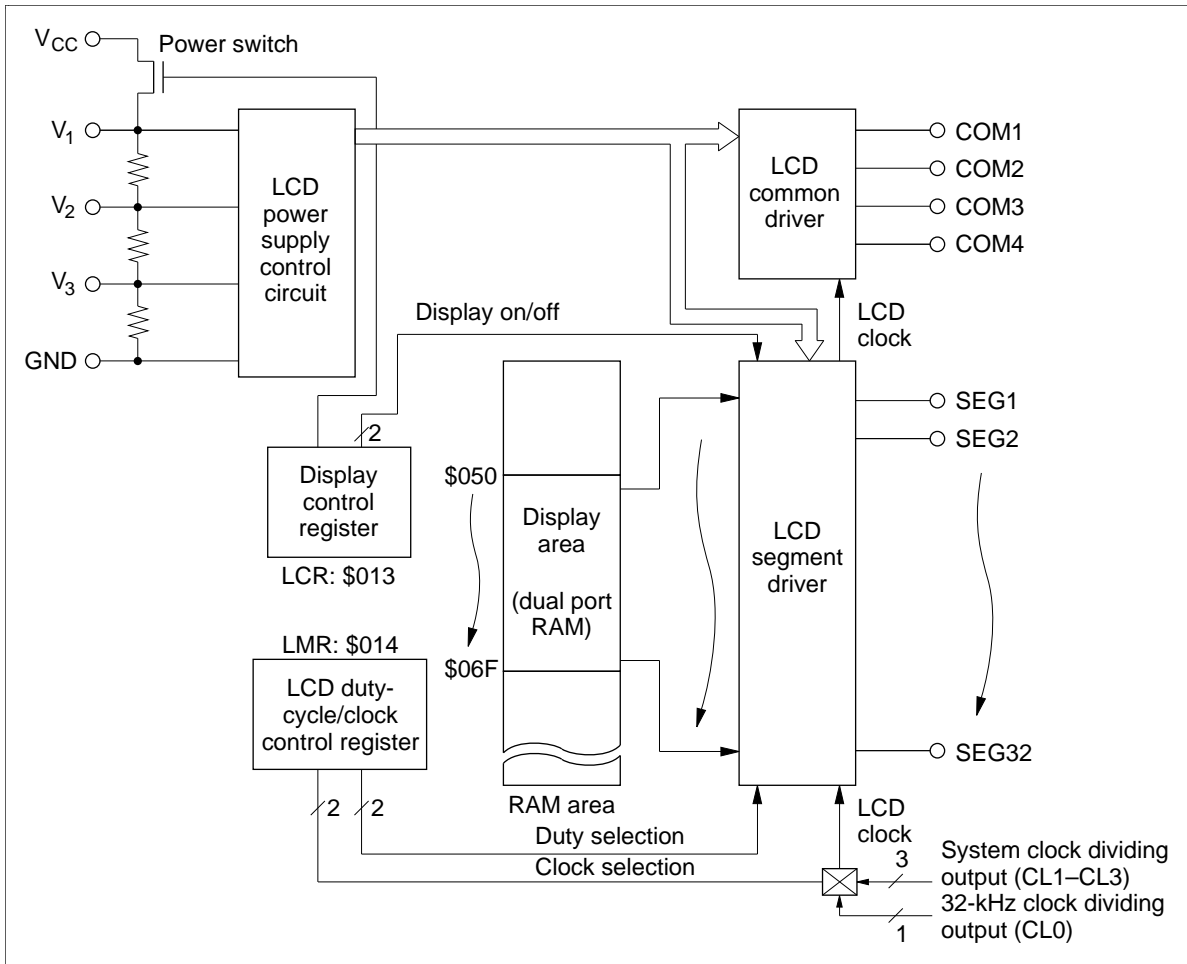 VCC
Power switch
V1
V2
V3
GND
LCD
power
supply
control
circuit
LCD
common
driver
COM1
COM2
COM3
COM4
LCD
clock
Display on/off
2
Display
control
register
LCR: $013
$050
Display
area
(dual port
RAM)
$06F
RAM area
LCD
segment
driver
SEG1
SEG2
SEG32
LMR: $014
LCD duty-
cycle/clock
control register
2
2
Duty selection
Clock selection
LCD
clock
3
System clock dividing
output (CL1–CL3)
1
32-kHz clock dividing
output (CL0)